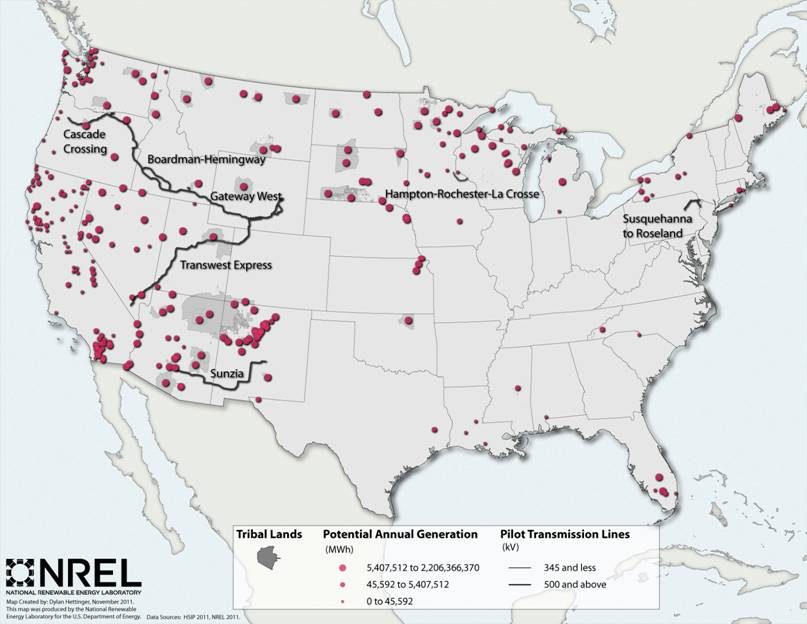 NREL
Cascade
Crossing
Boardman-Hemingway
Gateway West
Hampton-Rochester-La Crosse
Susquehanna
to Roseland
Transwest Express
Sunzia
Tribal Lands
Potential Annual Generation
(MWh)
5,407,512 to 2,206,366,370
45,592 to 5,407,512
0 to 45,592
Pilot Transmission Lines
(kV)
345 and less
500 and above
NREL
NATIONAL RENEWABLE ENERGY LABORATORY
Map Created by: Dylan Hettinger, November 2011.
This map was produced by the National Renewable
Energy Laboratory for the U.S. Department of Energy. Data Sources: HSIP 2011, NREL 2011.